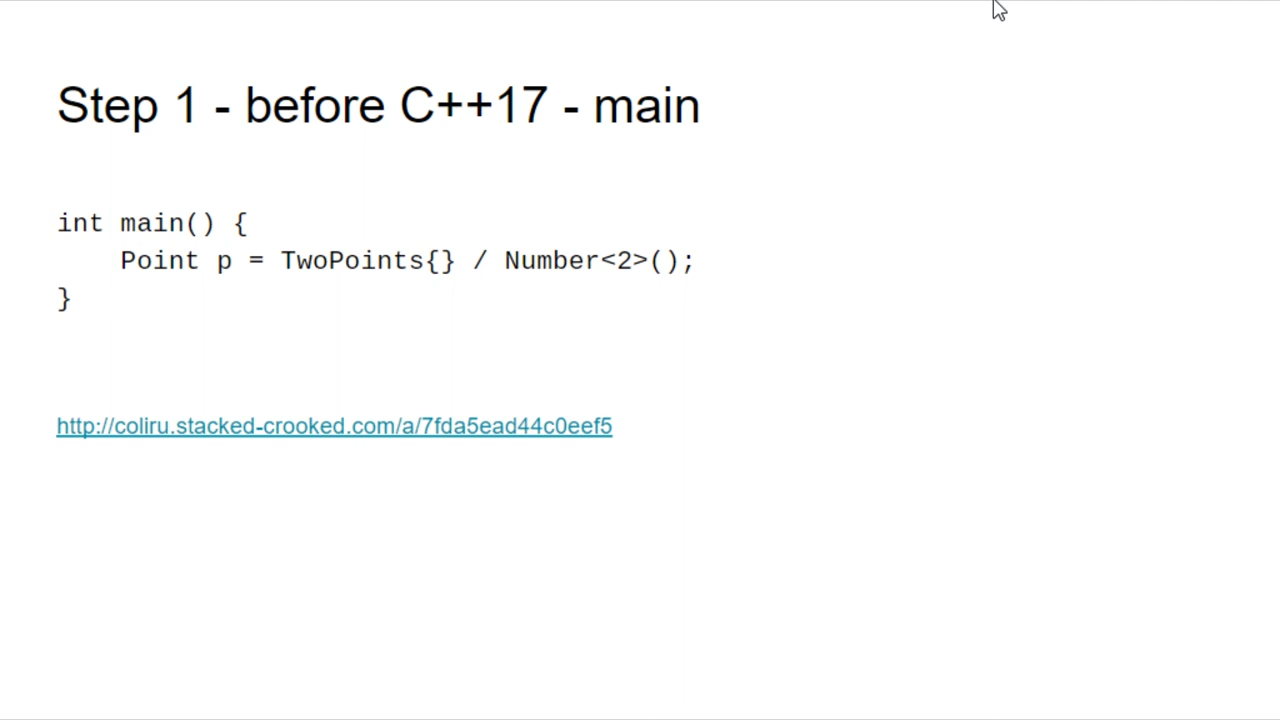 Step 1 - before C++17 - main
int main() {
    Point p = TwoPoints{} / Number<2>();
}
http://coliru.stacked-crooked.com/a/7fda5ead44c0eef5